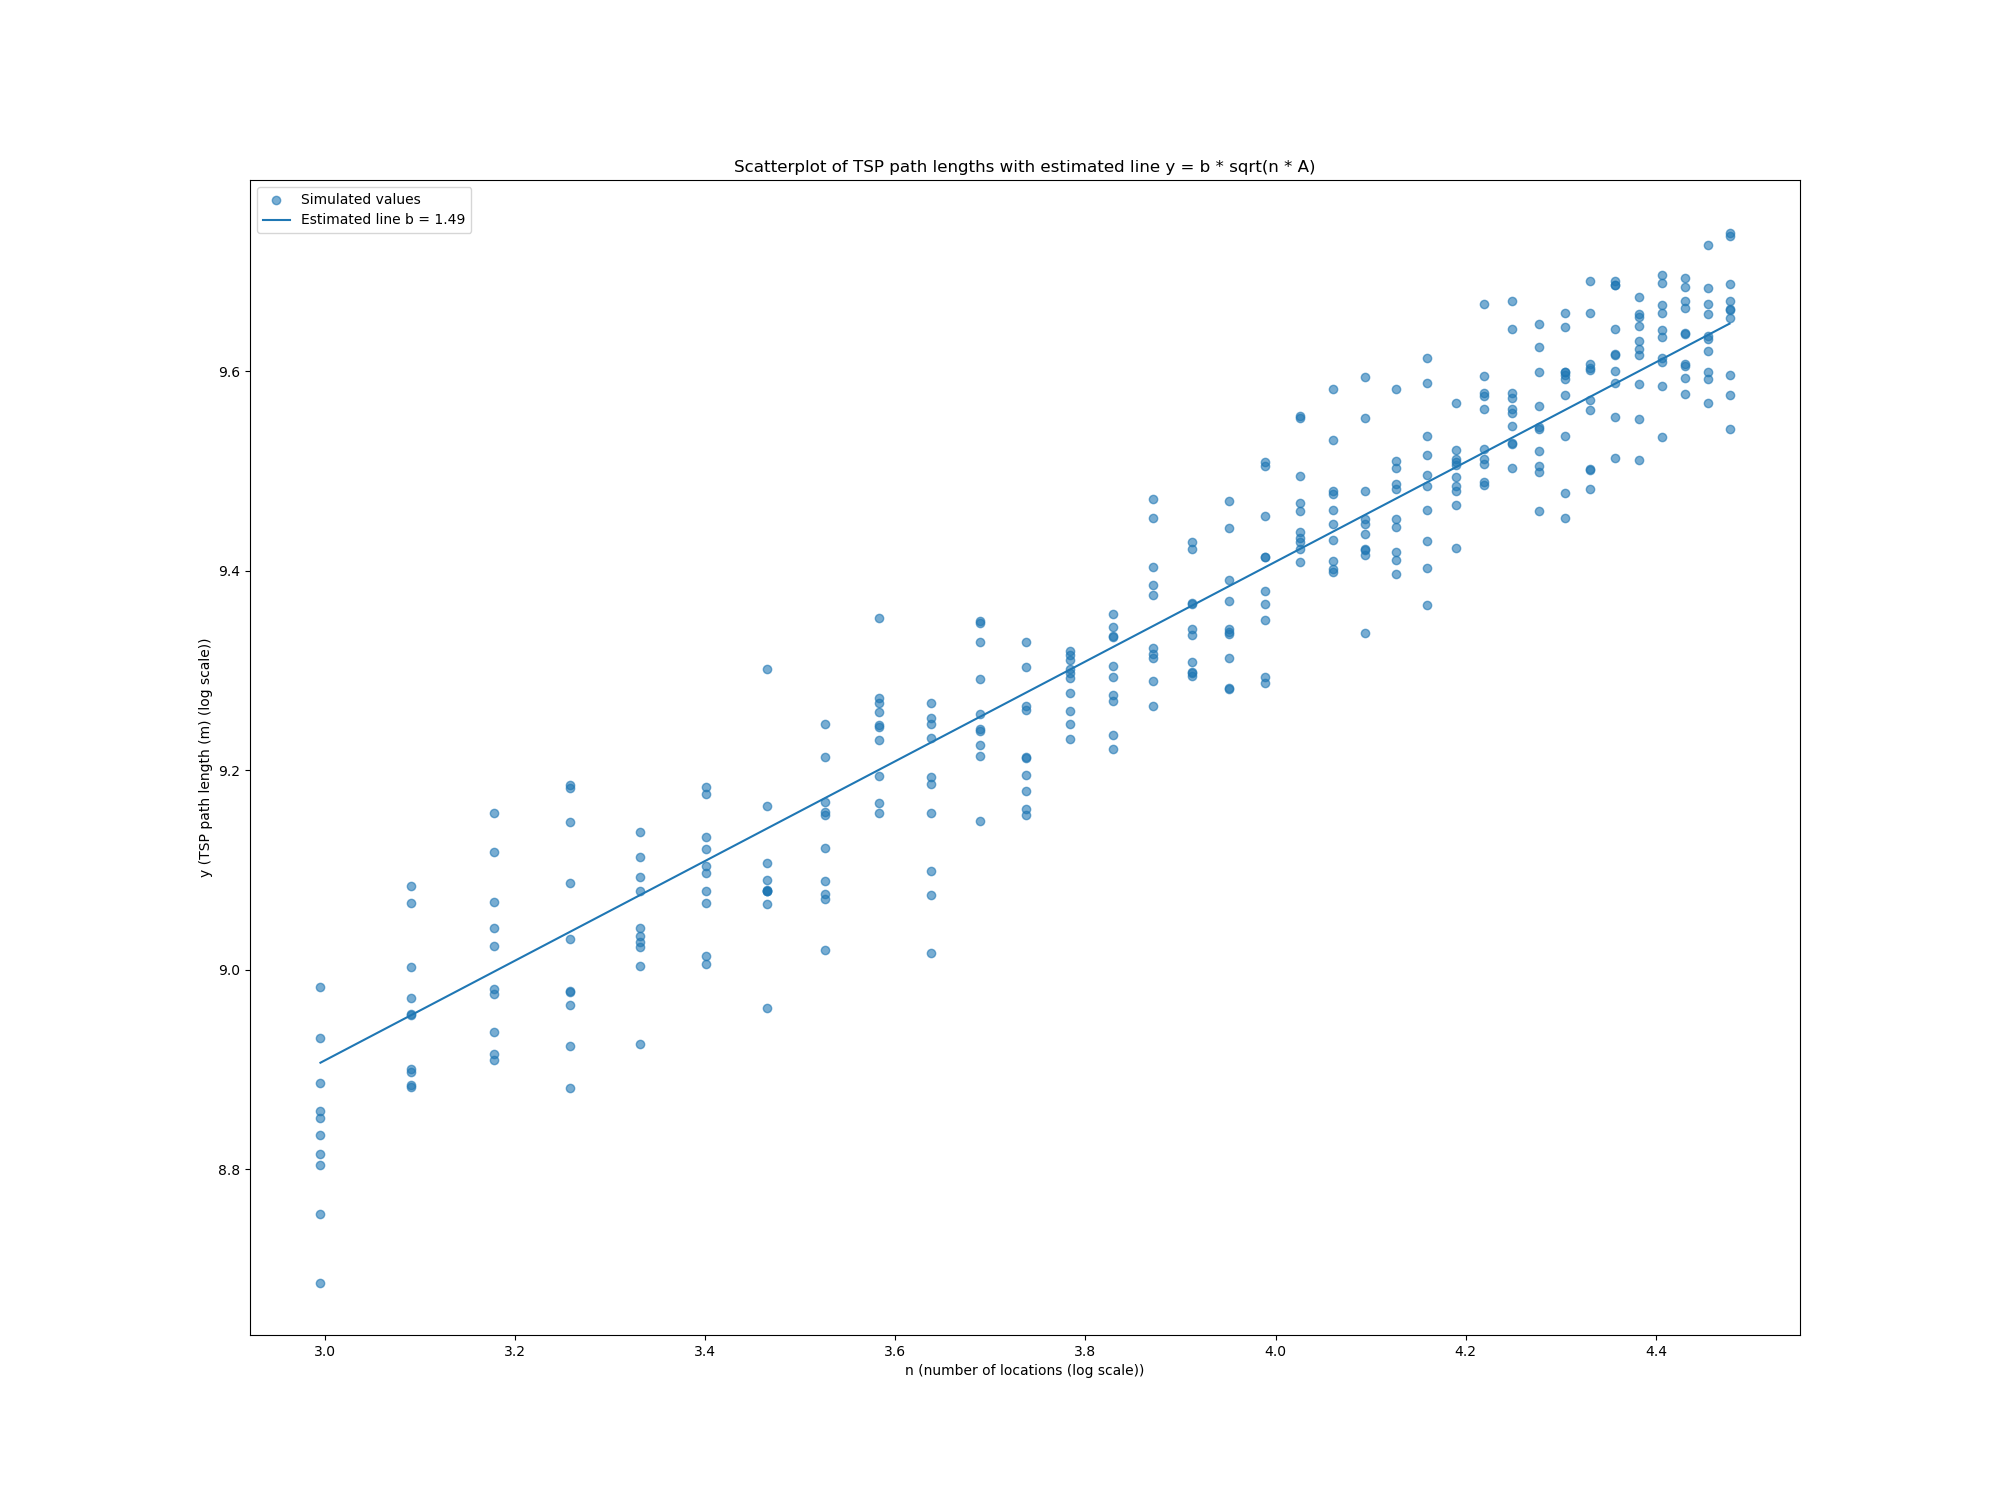 Scatterplot of TSP path lengths with estimated line y = b * sqrt(n * A)
Simulated values
Estimated line b = 1.49
y (TSP path length (m) (log scale))
9.6
9.4
9.2
9.0
8.8
3.0 3.2 3.4 3.6 3.8 4.0 4.2 4.4
n (number of locations (log scale))